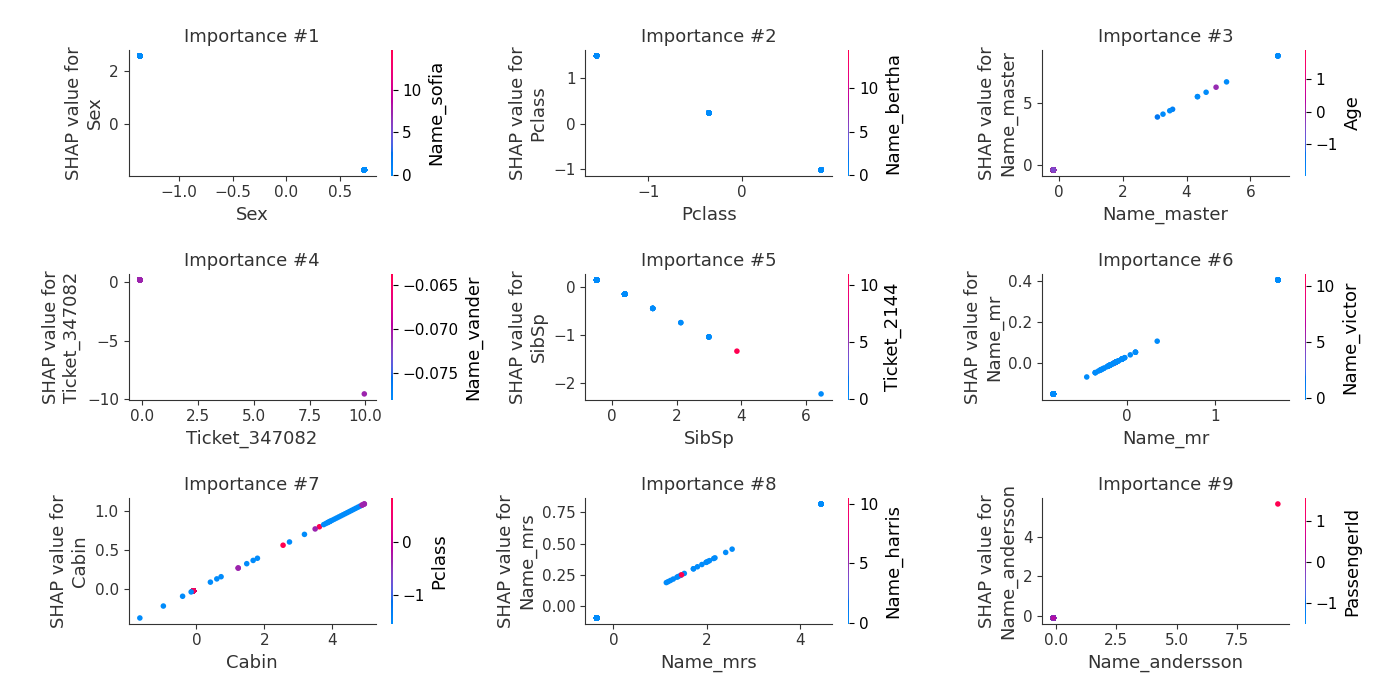 Importance #1
SHAP value for
Sex
2
0
−1.0
−0.5
0.0
0.5
Sex
10
5
0
Name_sofia
Importance #2
SHAP value for
Pclass
1
0
−1
−1
0
Pclass
10
5
0
Name_bertha
Importance #3
SHAP value for
Name_master
5
0
0
2
4
6
Name_master
1
0
−1
Age
Importance #4
SHAP value for
Ticket_347082
0
−5
−10
0.0
2.5
5.0
7.5
10.0
Ticket_347082
−0.065
−0.070
−0.075
Name_vander
Importance #5
SHAP value for
SibSp
0
−1
−2
0
2
4
6
SibSp
10
5
0
Ticket_2144
Importance #6
SHAP value for
Name_mr
0.4
0.2
0.0
0
1
Name_mr
10
5
0
Name_victor
Importance #7
SHAP value for
Cabin
1.0
0.5
0.0
0
2
4
Cabin
0
−1
Pclass
Importance #8
SHAP value for
Name_mrs
0.75
0.50
0.25
0.00
0
2
4
Name_mrs
10
5
0
Name_harris
Importance #9
SHAP value for
Name_andersson
4
2
0
0.0
2.5
5.0
7.5
Name_andersson
1
0
−1
PassengerId